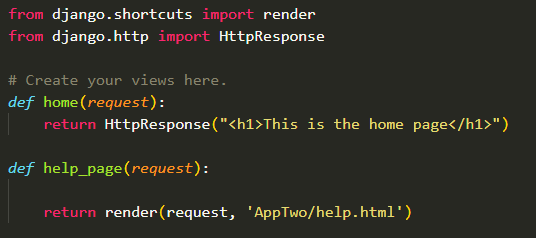 from django.shortcuts import render
from django.http import HttpResponse
# Create your views here.
def home(request):
return HttpResponse("<h1>This is the home page</h1>")
def help_page(request):
return render(request, 'AppTwo/help.html')